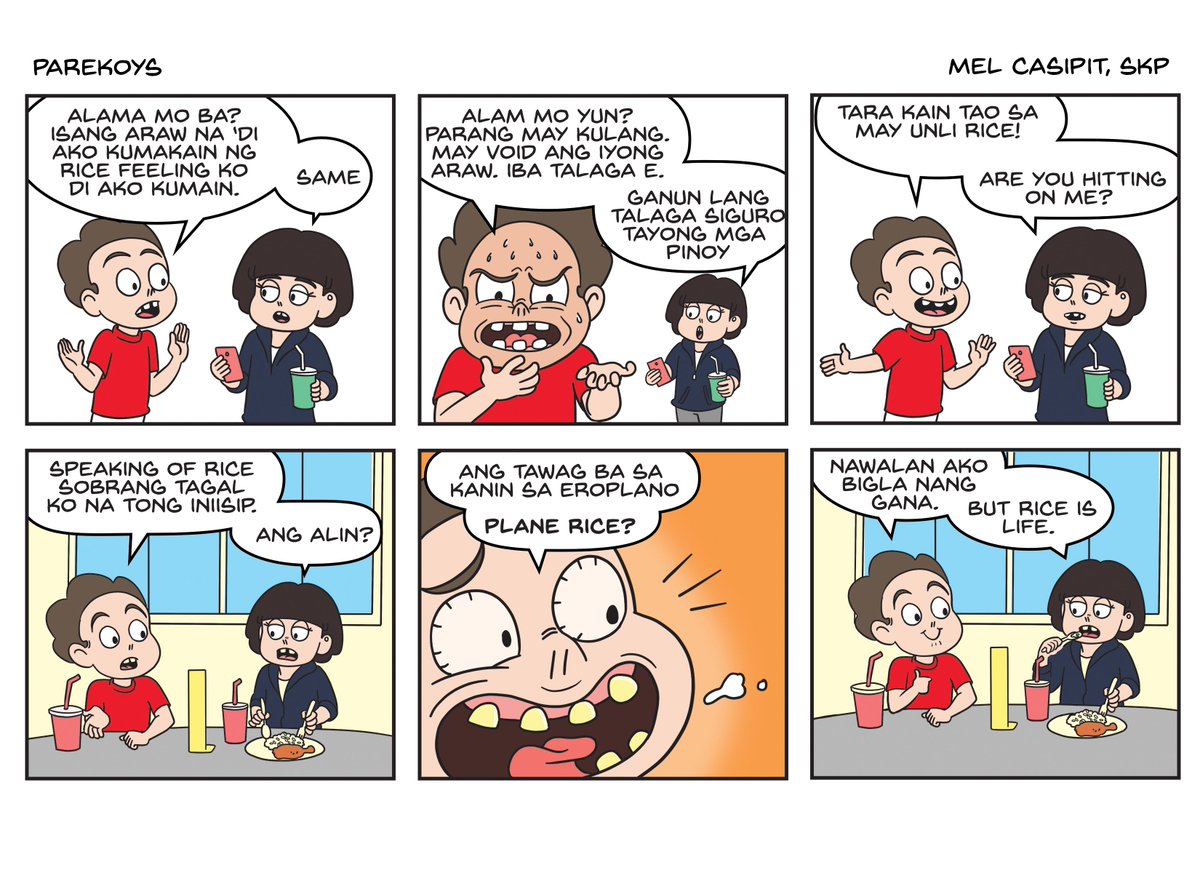 PAREKOYS
MEL CASIPIT, SKP
ALAMA MO BA?
ISANG ARAW NA 'DI
AKO KUMAKAIN NG
RICE FEELING KO
DI AKO KUMAIN.
SAME
ALAM MO YUN?
PARANG MAY KULANG.
MAY VOID ANG IYONG
ARAW. IBA TALAGA E.
GANUN LANG
TALAGA SIGURO
TAYONG MGA
PINOY
TARA KAIN TAO SA
MAY UNLI RICE!
ARE YOU HITTING
ON ME?
SPEAKING OF RICE
SOBRANG TAGAL
KO NA TONG INIISIP.
ANG ALIN?
ANG TAWAG BA SA
KANIN SA EROPLANO
PLANE RICE?
NAWALAN AKO
BIGLA NANG
GANA.
BUT RICE IS
LIFE.